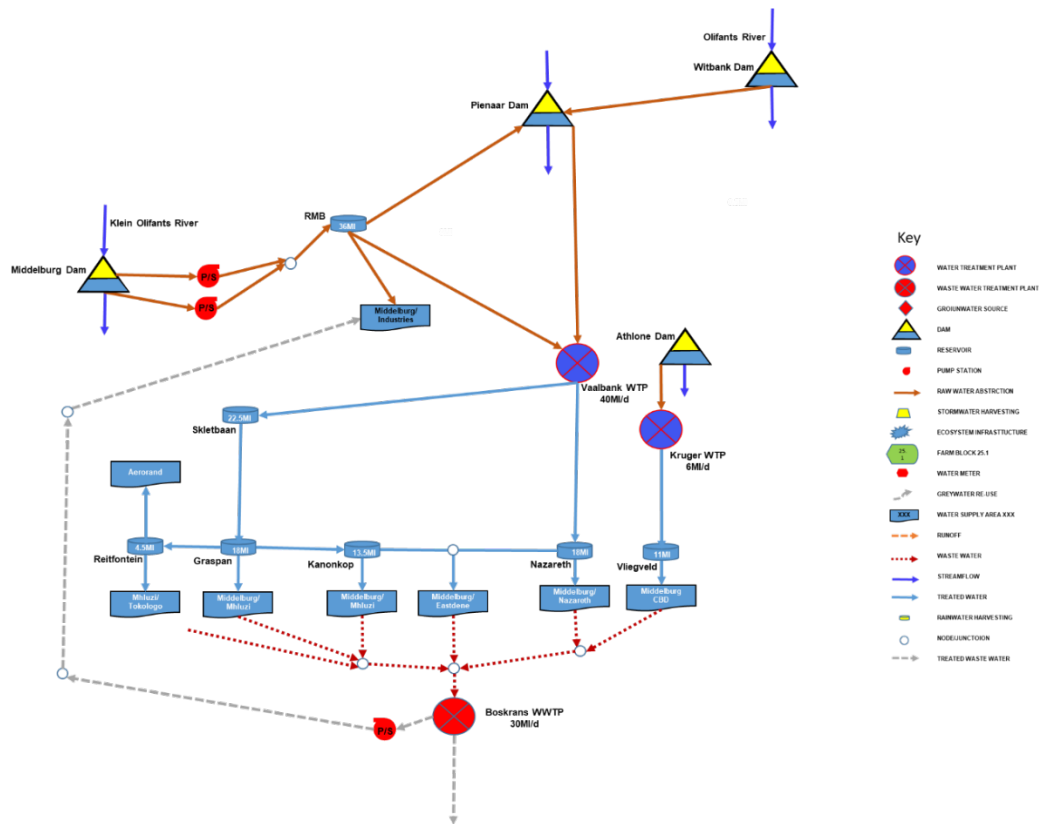 Olifants River
Witbank Dam
Pienaar Dam
Klein Olifants River
RMB
36Ml
Middelburg Dam
P/S
P/S
Middelburg/
Industries
Athlone Dam
Vaalbank WTP
40Ml/d
22.5Ml
Skletbaan
Kruger WTP
6Ml/d
Aerorand
4.5Ml
Reitfontein
18Ml
Graspan
13.5Ml
Kanonkop
18Ml
Nazareth
11Ml
Vliegveld
Mhluzi/
Tokologo
Middelburg/
Mhluzi
Middelburg/
Mhluzi
Middelburg/
Eastdene
Middelburg/
Nazareth
Middelburg
CBD
Boskrans WWTP
30Ml/d
P/S
Key
WATER TREATMENT PLANT
WASTE WATER TREATMENT PLANT
GROIUNWATER SOURCE
DAM
RESERVOIR
PUMP STATION
RAW WATER ABSTRCTION
STORMWATER HARVESTING
ECOSYSTEM INFRASTTUCTURE
25.
1
FARM BLOCK 25.1
WATER METER
GREYWATER RE-USE
XXX
WATER SUPPLY AREA XXX
RUNOFF
WASTE WATER
STREAMFLOW
TREATED WATER
RAINWATER HARVESTING
NODE/JUNCTOION
TREATED WASTE WATER